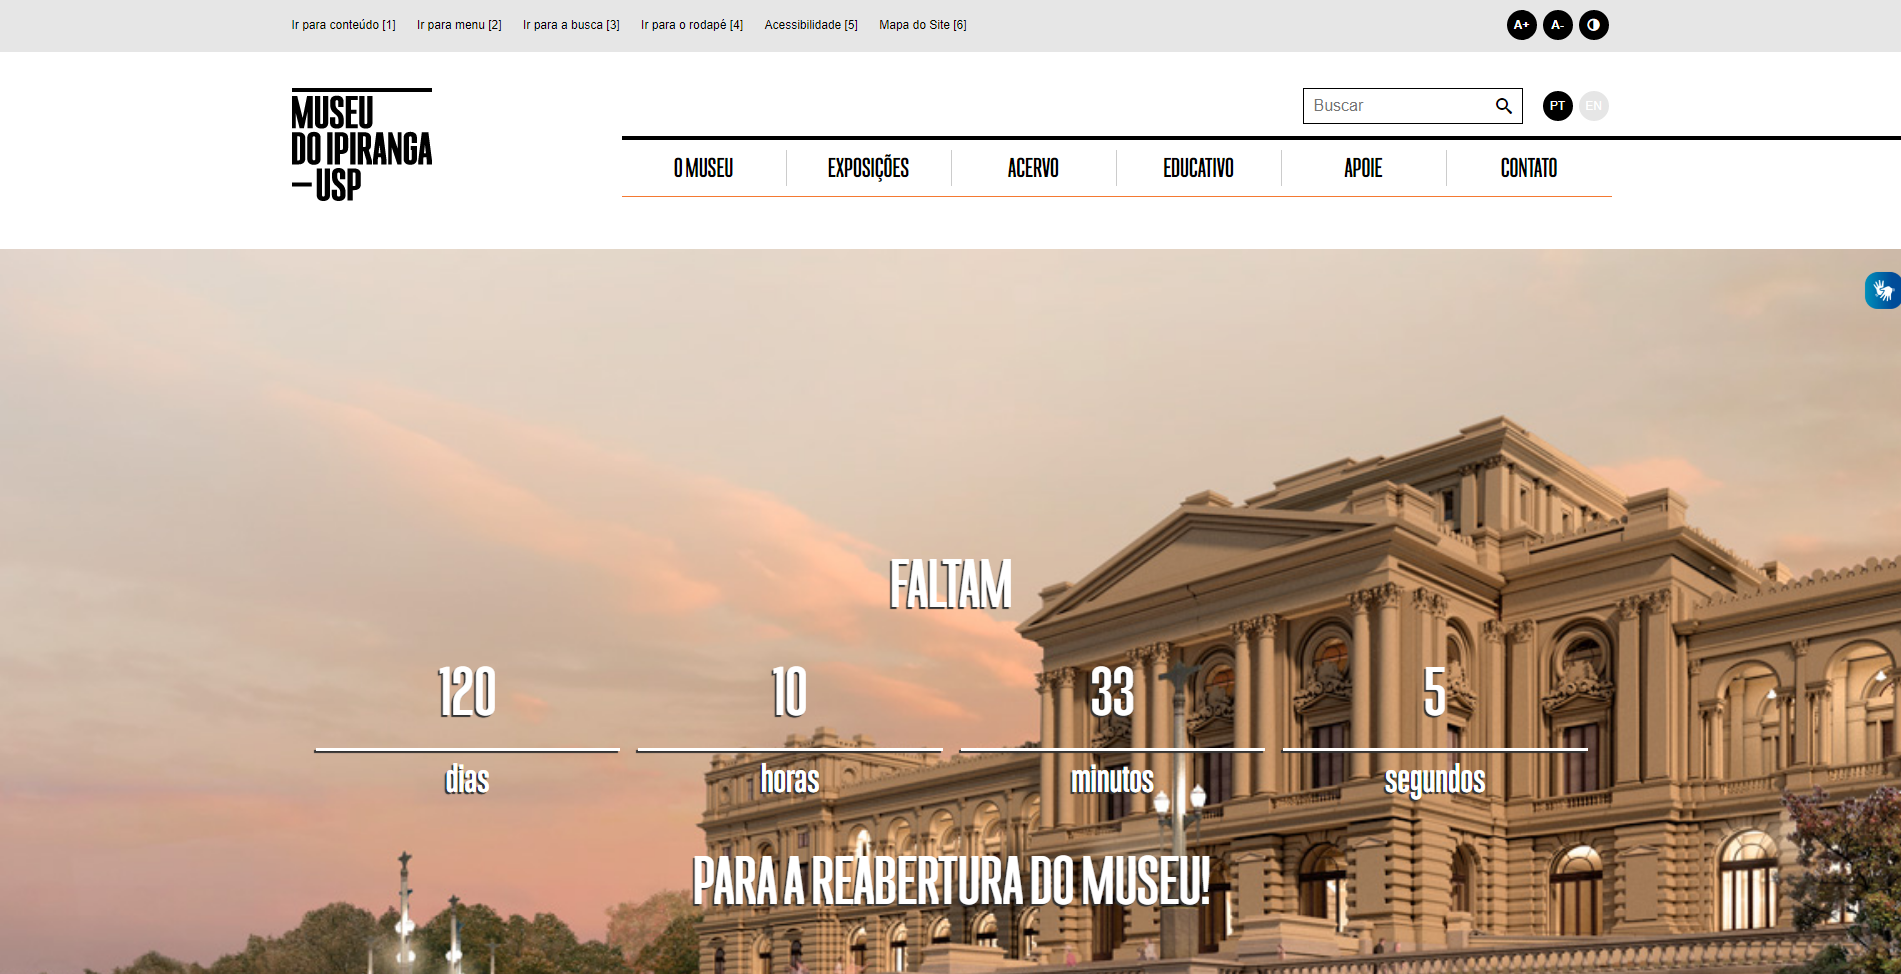 Ir para conteúdo [1] Ir para menu [2] Ir para a busca [3] Ir para o rodapé [4] Acessibilidade [5] Mapa do Site [6] A+ A-
MUSEU
DO IPIRANGA
—USP
Buscar PT EN
O MUSEU EXPOSIÇÕES ACERVO EDUCATIVO APOIE CONTATO
FALTAM
120 10 33 5
dias horas minutos segundos
PARA A REABERTURA DO MUSEU!